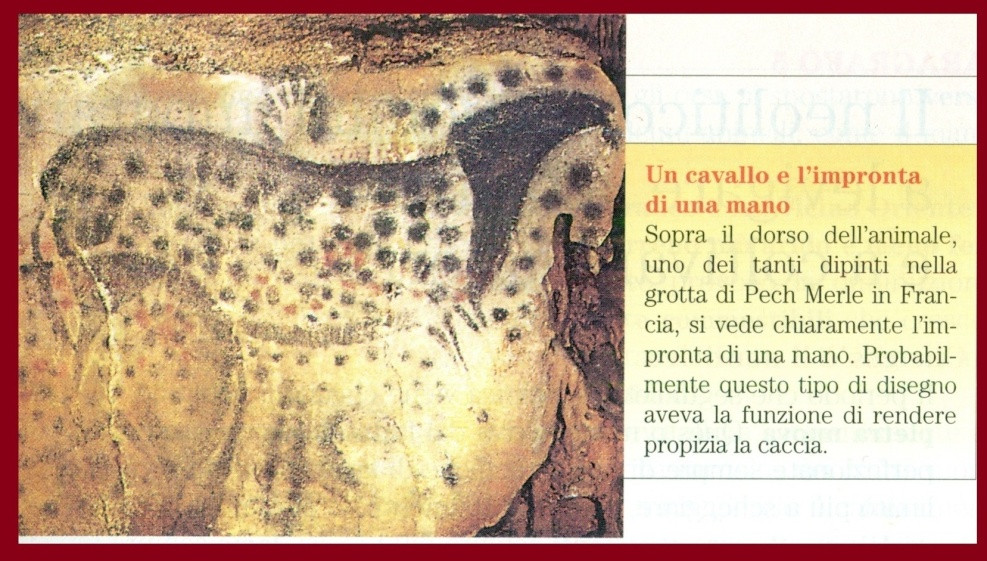 Un cavallo e l'impronta
di una mano
Sopra il dorso dell'animale,
uno dei tanti dipinti nella
grotta di Pech Merle in Fran-
cia, si vede chiaramente l'im-
pronta di una mano. Probabil-
mente questo tipo di disegno
aveva la funzione di rendere
propizia la caccia.